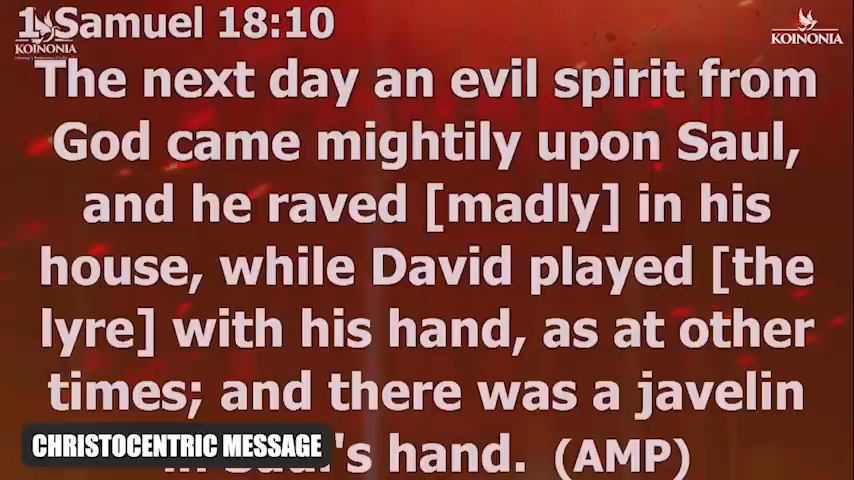 1 Samuel 18:10
KOINONIA
KOINONIA
The next day an evil spirit from
God came mightily upon Saul,
and he raved [madly] in his
house, while David played [the
lyre] with his hand, as at other
times; and there was a javelin
CHRISTOCENTRIC MESSAGE
's hand. (AMP)